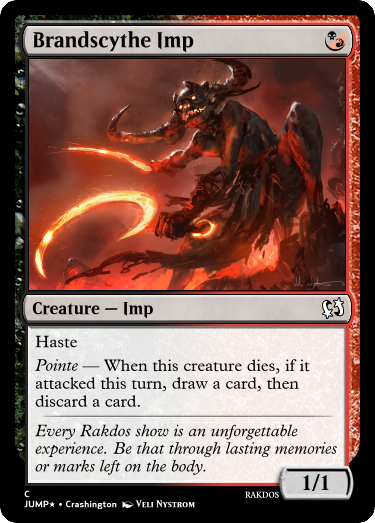 Brandscythe Imp
Creature — Imp
Haste
Pointe — When this creature dies, if it
attacked this turn, draw a card, then
discard a card.
Every Rakdos show is an unforgettable
experience. Be that through lasting memories
or marks left on the body.
1/1
C
RAKDOS
JUMP★ • Crashington Veli Nystrom